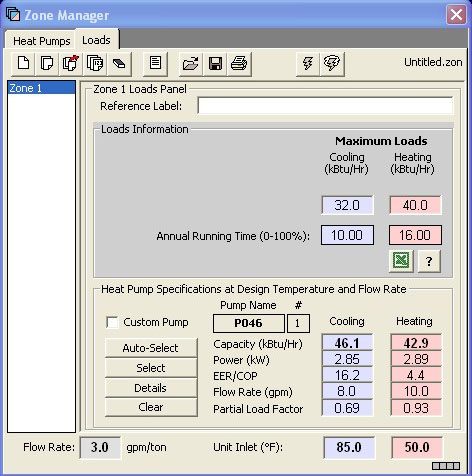 Zone Manager
Heat Pumps Loads
Untitled.zon
Zone 1
Zone 1 Loads Panel
Reference Label:
Loads Information
Maximum Loads
Cooling (kBtu/Hr) Heating (kBtu/Hr)
32.0 40.0
Annual Running Time (0-100%): 10.00 16.00
?
Heat Pump Specifications at Design Temperature and Flow Rate
Pump Name #
Custom Pump P046 1 Cooling Heating
Auto-Select Capacity (kBtu/Hr) 46.1 42.9
Select Power (kW) 2.85 2.89
EER/COP 16.2 4.4
Details Flow Rate (gpm) 8.0 10.0
Clear Partial Load Factor 0.69 0.93
Flow Rate: 3.0 gpm/ton Unit Inlet (°F): 85.0 50.0